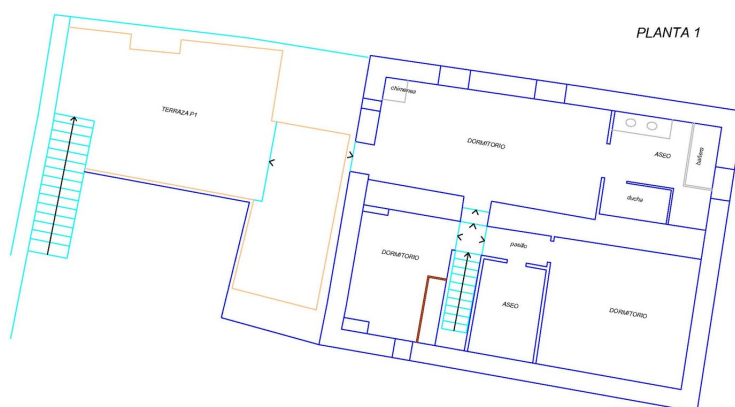 PLANTA 1
chimenea
TERRAZA P1
DORMITORIO
ASEO
bañera
ducha
DORMITORIO
pasillo
ASEO
DORMITORIO